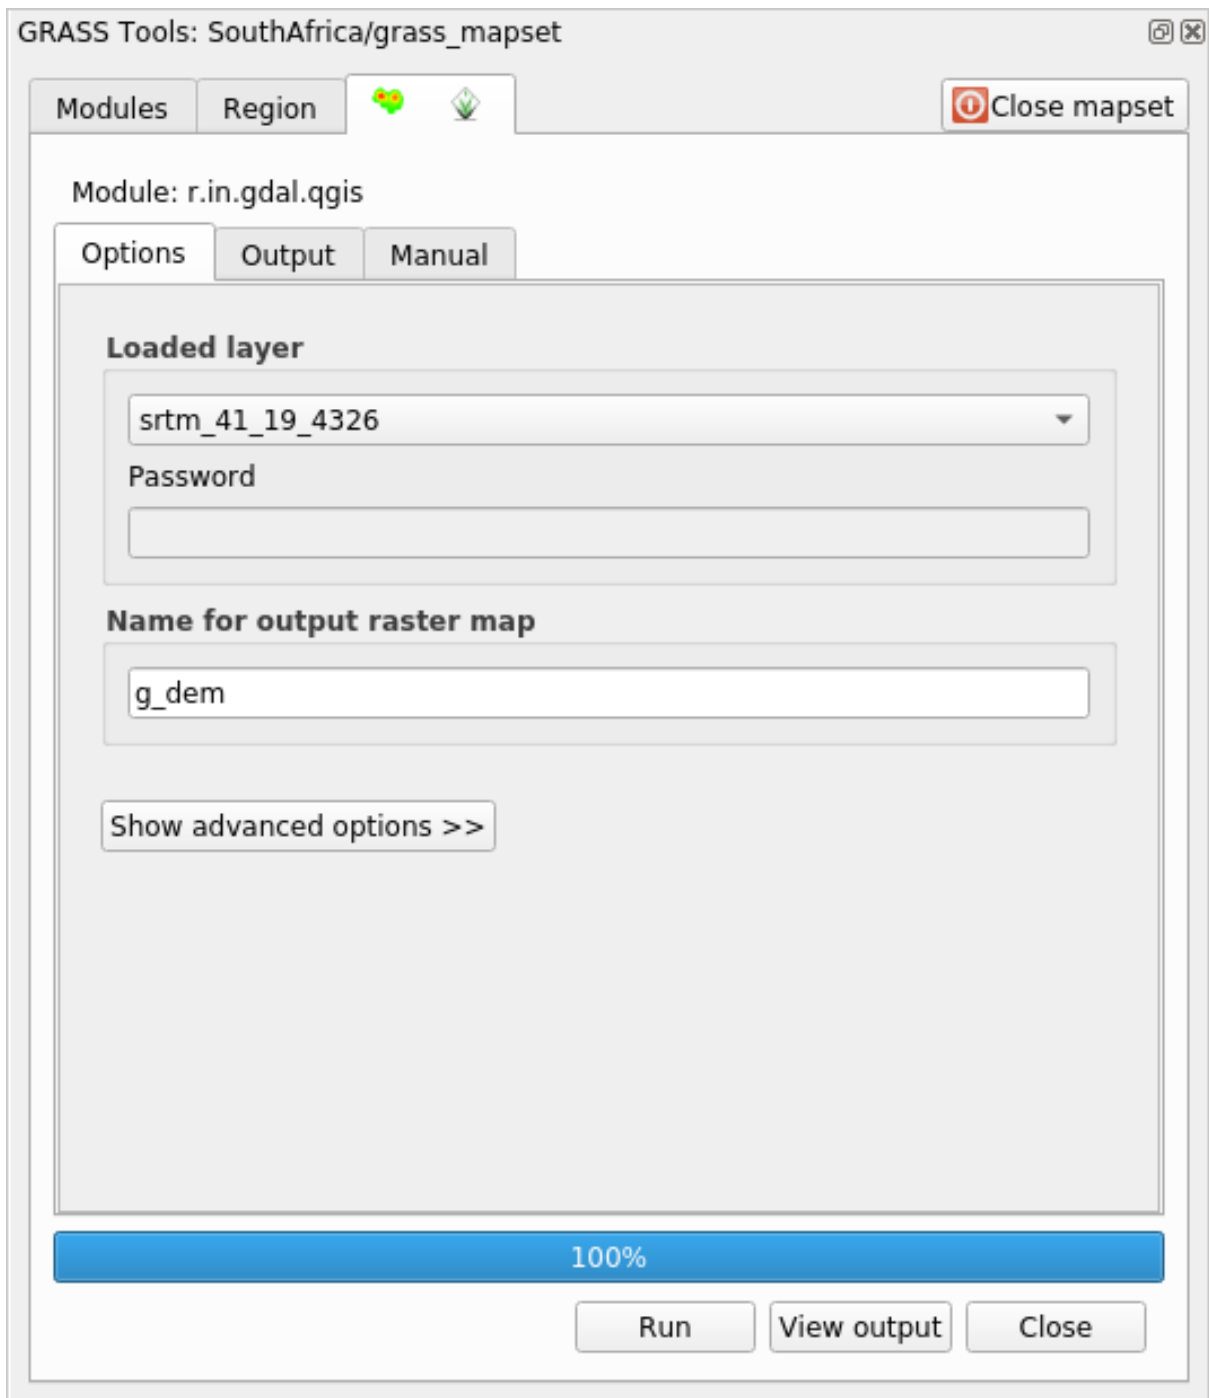 GRASS Tools: SouthAfrica/grass_mapset
Modules Region Close mapset
Module: r.in.gdal.qgis
Options Output Manual
Loaded layer
srtm_41_19_4326
Password
Name for output raster map
g_dem
Show advanced options >>
100%
Run View output Close